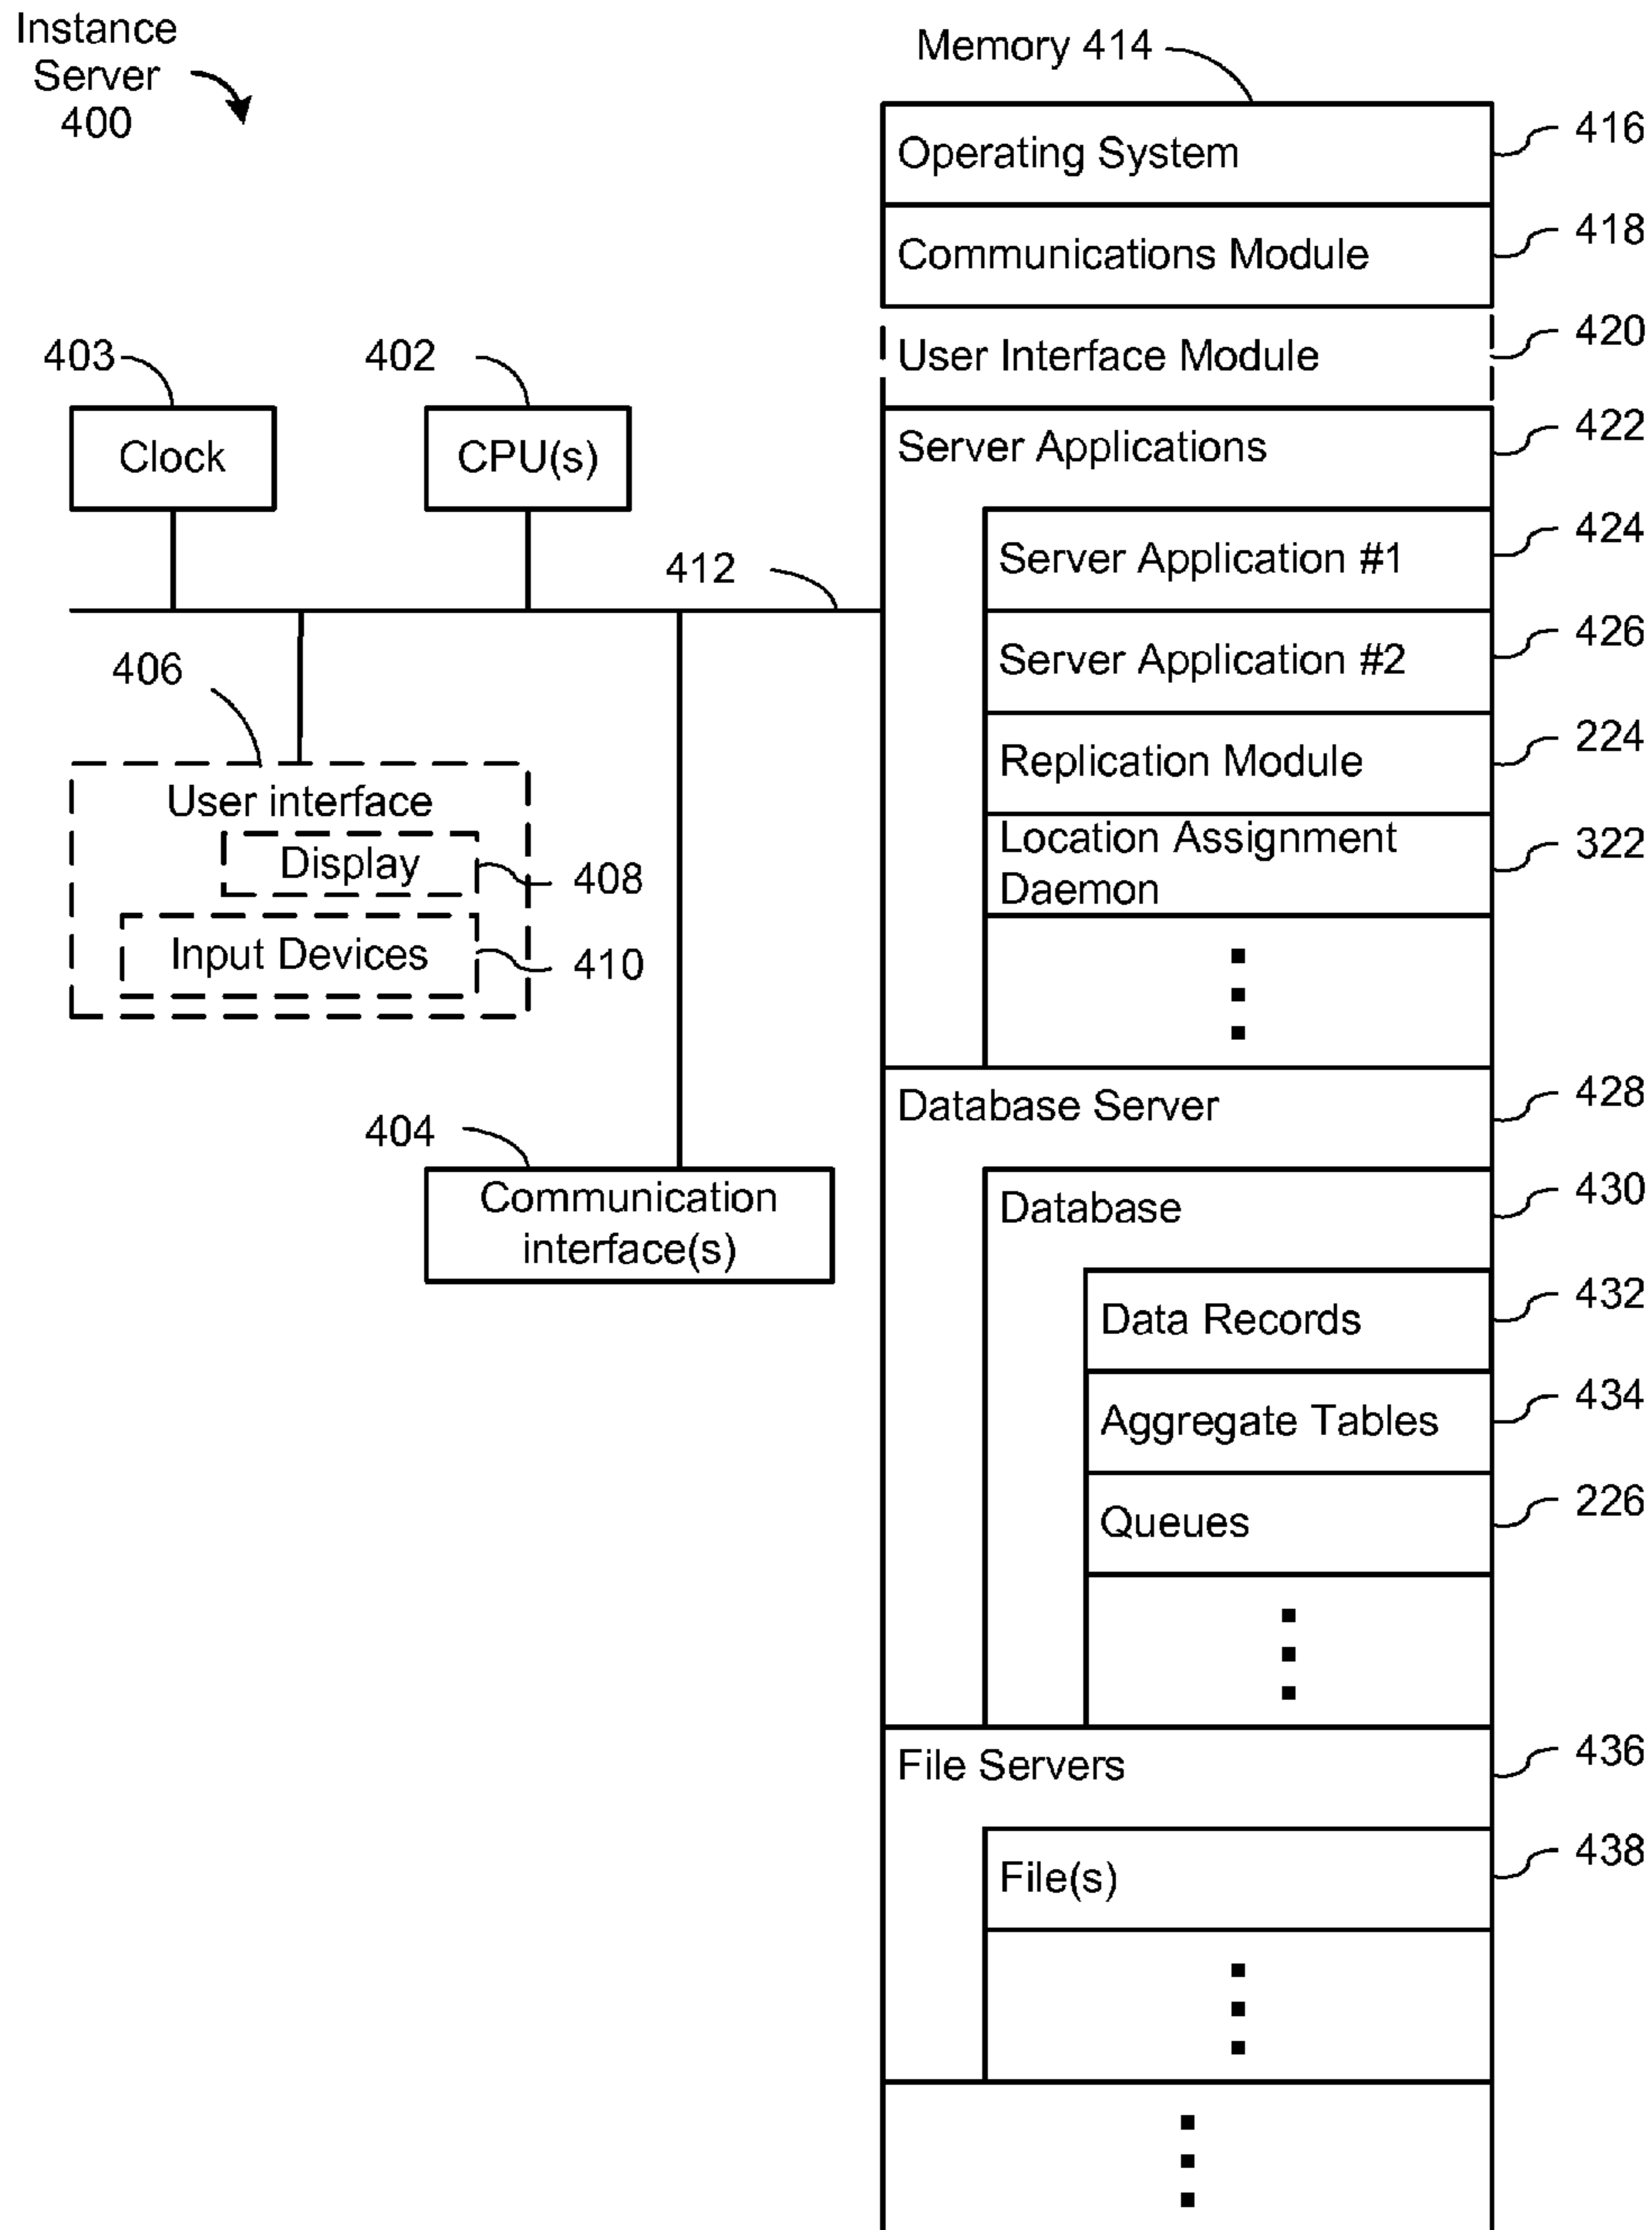 Instance
Server
400
Memory 414
Operating System
416
Communications Module
418
User Interface Module
420
403
402
Clock
CPU(s)
Server Applications
422
Server Application #1
424
412
Server Application #2
426
406
Replication Module
224
User interface
Display
408
Location Assignment
Daemon
322
Input Devices
410
Database Server
428
404
Communication
interface(s)
Database
430
Data Records
432
Aggregate Tables
434
Queues
226
File Servers
436
File(s)
438